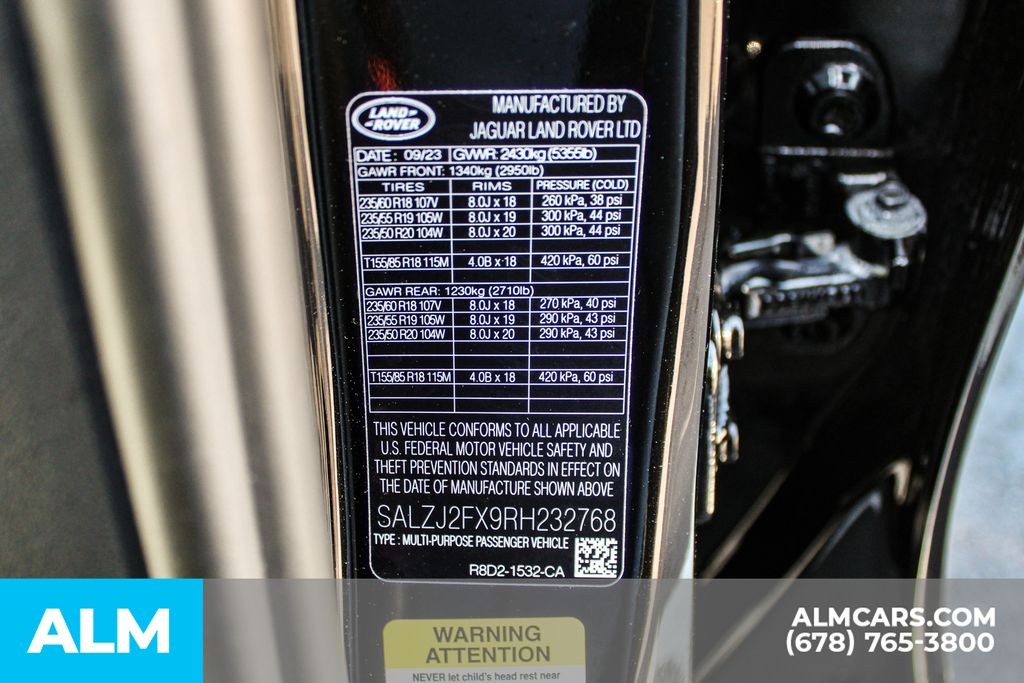 LAND ROVER
MANUFACTURED BY
JAGUAR LAND ROVER LTD
DATE: 09/23 GVWR: 2430kg (5355lb)
GAWR FRONT: 1340kg (2950lb)
TIRES RIMS PRESSURE (COLD)
235/60 R18 107V 8.0J x 18 260 kPa, 38 psi
235/55 R19 105W 8.0J x 19 300 kPa, 44 psi
235/50 R20 104W 8.0J x 20 300 kPa, 44 psi
T155/85 R18 115M 4.0B x 18 420 kPa, 60 psi
GAWR REAR: 1230kg (2710lb)
235/60 R18 107V 8.0J x 18 270 kPa, 40 psi
235/55 R19 105W 8.0J x 19 290 kPa, 43 psi
235/50 R20 104W 8.0J x 20 290 kPa, 43 psi
T155/85 R18 115M 4.0B x 18 420 kPa, 60 psi
THIS VEHICLE CONFORMS TO ALL APPLICABLE
U.S. FEDERAL MOTOR VEHICLE SAFETY AND
THEFT PREVENTION STANDARDS IN EFFECT ON
THE DATE OF MANUFACTURE SHOWN ABOVE
SALZJ2FX9RH232768
TYPE : MULTI-PURPOSE PASSENGER VEHICLE
R8D2-1532-CA
WARNING
ATTENTION
NEVER let child's head rest near
ALM
ALMCARS.COM
(678) 765-3800